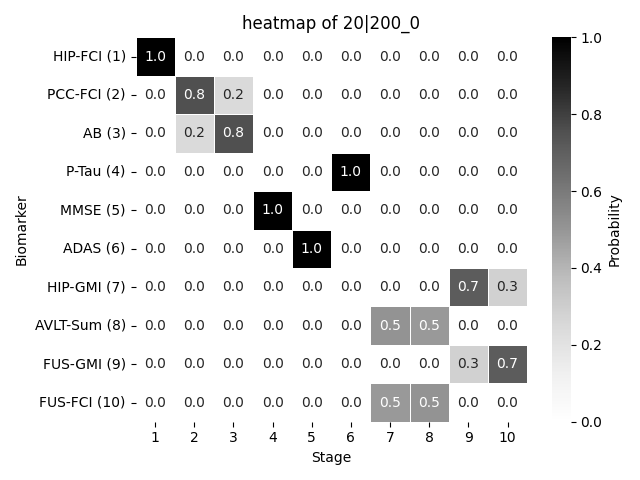 heatmap of 20|200_0
HIP-FCI (1) 1.0 0.0 0.0 0.0 0.0 0.0 0.0 0.0 0.0 0.0
PCC-FCI (2) 0.0 0.8 0.2 0.0 0.0 0.0 0.0 0.0 0.0 0.0
AB (3) 0.0 0.2 0.8 0.0 0.0 0.0 0.0 0.0 0.0 0.0
P-Tau (4) 0.0 0.0 0.0 0.0 0.0 1.0 0.0 0.0 0.0 0.0
MMSE (5) 0.0 0.0 0.0 1.0 0.0 0.0 0.0 0.0 0.0 0.0
ADAS (6) 0.0 0.0 0.0 0.0 1.0 0.0 0.0 0.0 0.0 0.0
HIP-GMI (7) 0.0 0.0 0.0 0.0 0.0 0.0 0.0 0.0 0.7 0.3
AVLT-Sum (8) 0.0 0.0 0.0 0.0 0.0 0.0 0.5 0.5 0.0 0.0
FUS-GMI (9) 0.0 0.0 0.0 0.0 0.0 0.0 0.0 0.0 0.3 0.7
FUS-FCI (10) 0.0 0.0 0.0 0.0 0.0 0.0 0.5 0.5 0.0 0.0
1 2 3 4 5 6 7 8 9 10
Stage
Biomarker
1.0
0.8
0.6
0.4
0.2
0.0
Probability